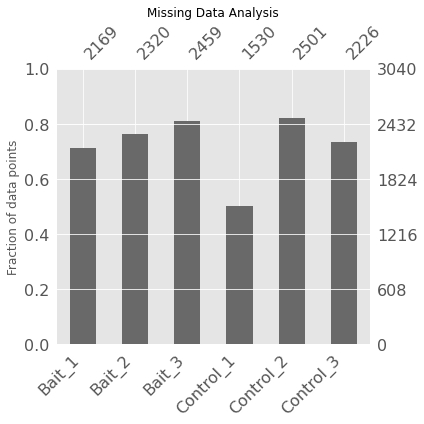 Missing Data Analysis
2169 2320 2459 1530 2501 2226
1.0 3040
0.8 2432
0.6 1824
0.4 1216
0.2 608
0.0 0
Fraction of data points
Bait_1 Bait_2 Bait_3 Control_1 Control_2 Control_3